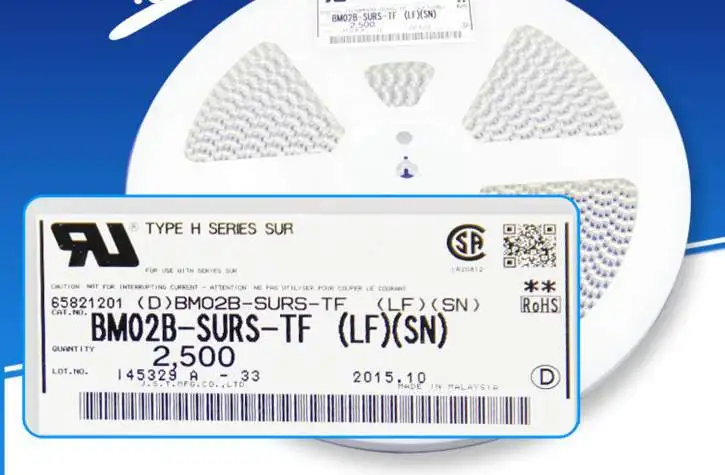 BM02B-SURS-TF (LF)(SN)
2,500
TYPE H SERIES SUR
FOR USE WITH SERIES SUR
CAUTION: NOT FOR INTERRUPTING CURRENT - ATTENTION: NO PAS UTILISER POUR COUPER LE COURANT
65821201 (D)BM02B-SURS-TF (LF)(SN)
RoHS
CAT.NO.
BM02B-SURS-TF (LF)(SN)
QUANTITY 2,500
LOT.NO. 145329 A - 33 2015.10
J.S.T.MFG.CO.,LTD MADE IN MALAYSIA
D